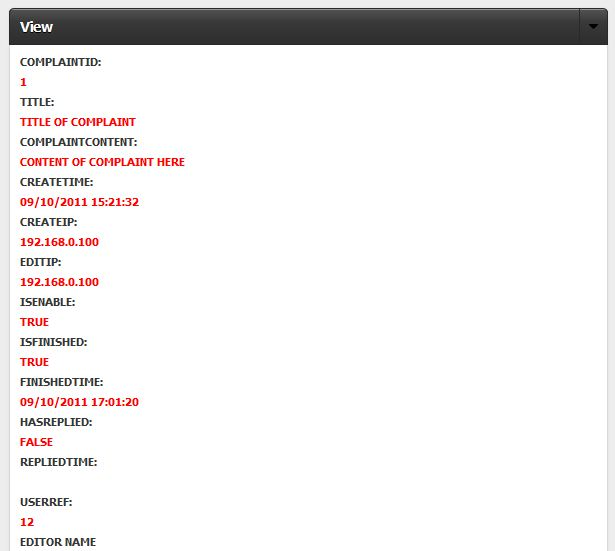 View
COMPLAINTID:
1
TITLE:
TITLE OF COMPLAINT
COMPLAINTCONTENT:
CONTENT OF COMPLAINT HERE
CREATETIME:
09/10/2011 15:21:32
CREATEIP:
192.168.0.100
EDITIP:
192.168.0.100
ISENABLE:
TRUE
ISFINISHED:
TRUE
FINISHEDTIME:
09/10/2011 17:01:20
HASREPLIED:
FALSE
REPLIEDTIME:
USERREF:
12
EDITOR NAME